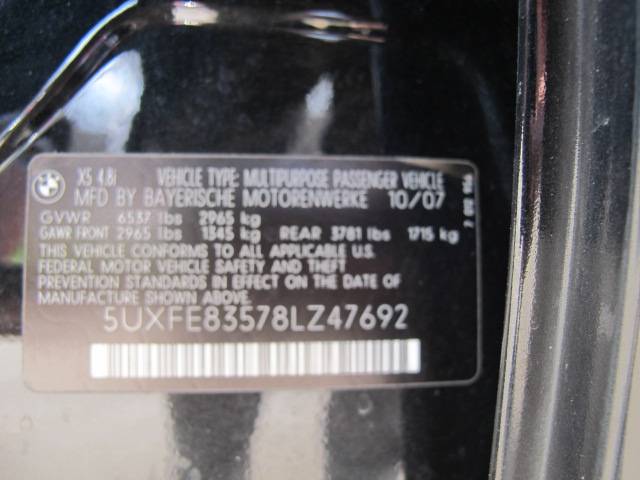 X5 4.8i VEHICLE TYPE: MULTIPURPOSE PASSENGER VEHICLE
MFD BY BAYERISCHE MOTORENWERKE 10/07
GVWR 6537 lbs 2965 kg
GAWR FRONT 2965 lbs 1345 kg REAR 3781 lbs 1715 kg
THIS VEHICLE CONFORMS TO ALL APPLICABLE U.S.
FEDERAL MOTOR VEHICLE SAFETY AND THEFT
PREVENTION STANDARDS IN EFFECT ON THE DATE
OF MANUFACTURE SHOWN ABOVE.
5UXFE83578LZ47692